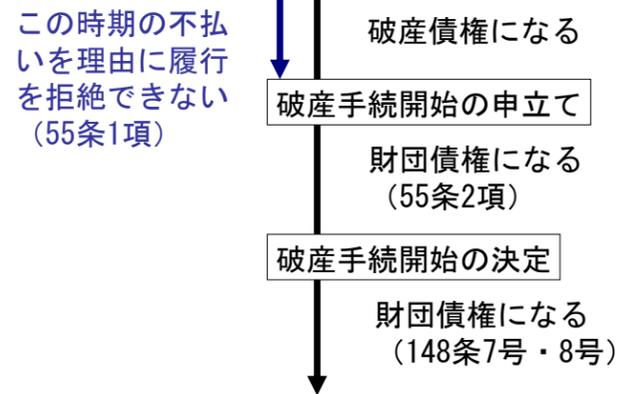 この時期の不払
いを理由に履行
を拒絶できない
（55条1項）
破産債権になる
破産手続開始の申立て
財団債権になる
（55条2項）
破産手続開始の決定
財団債権になる
（148条7号・8号）